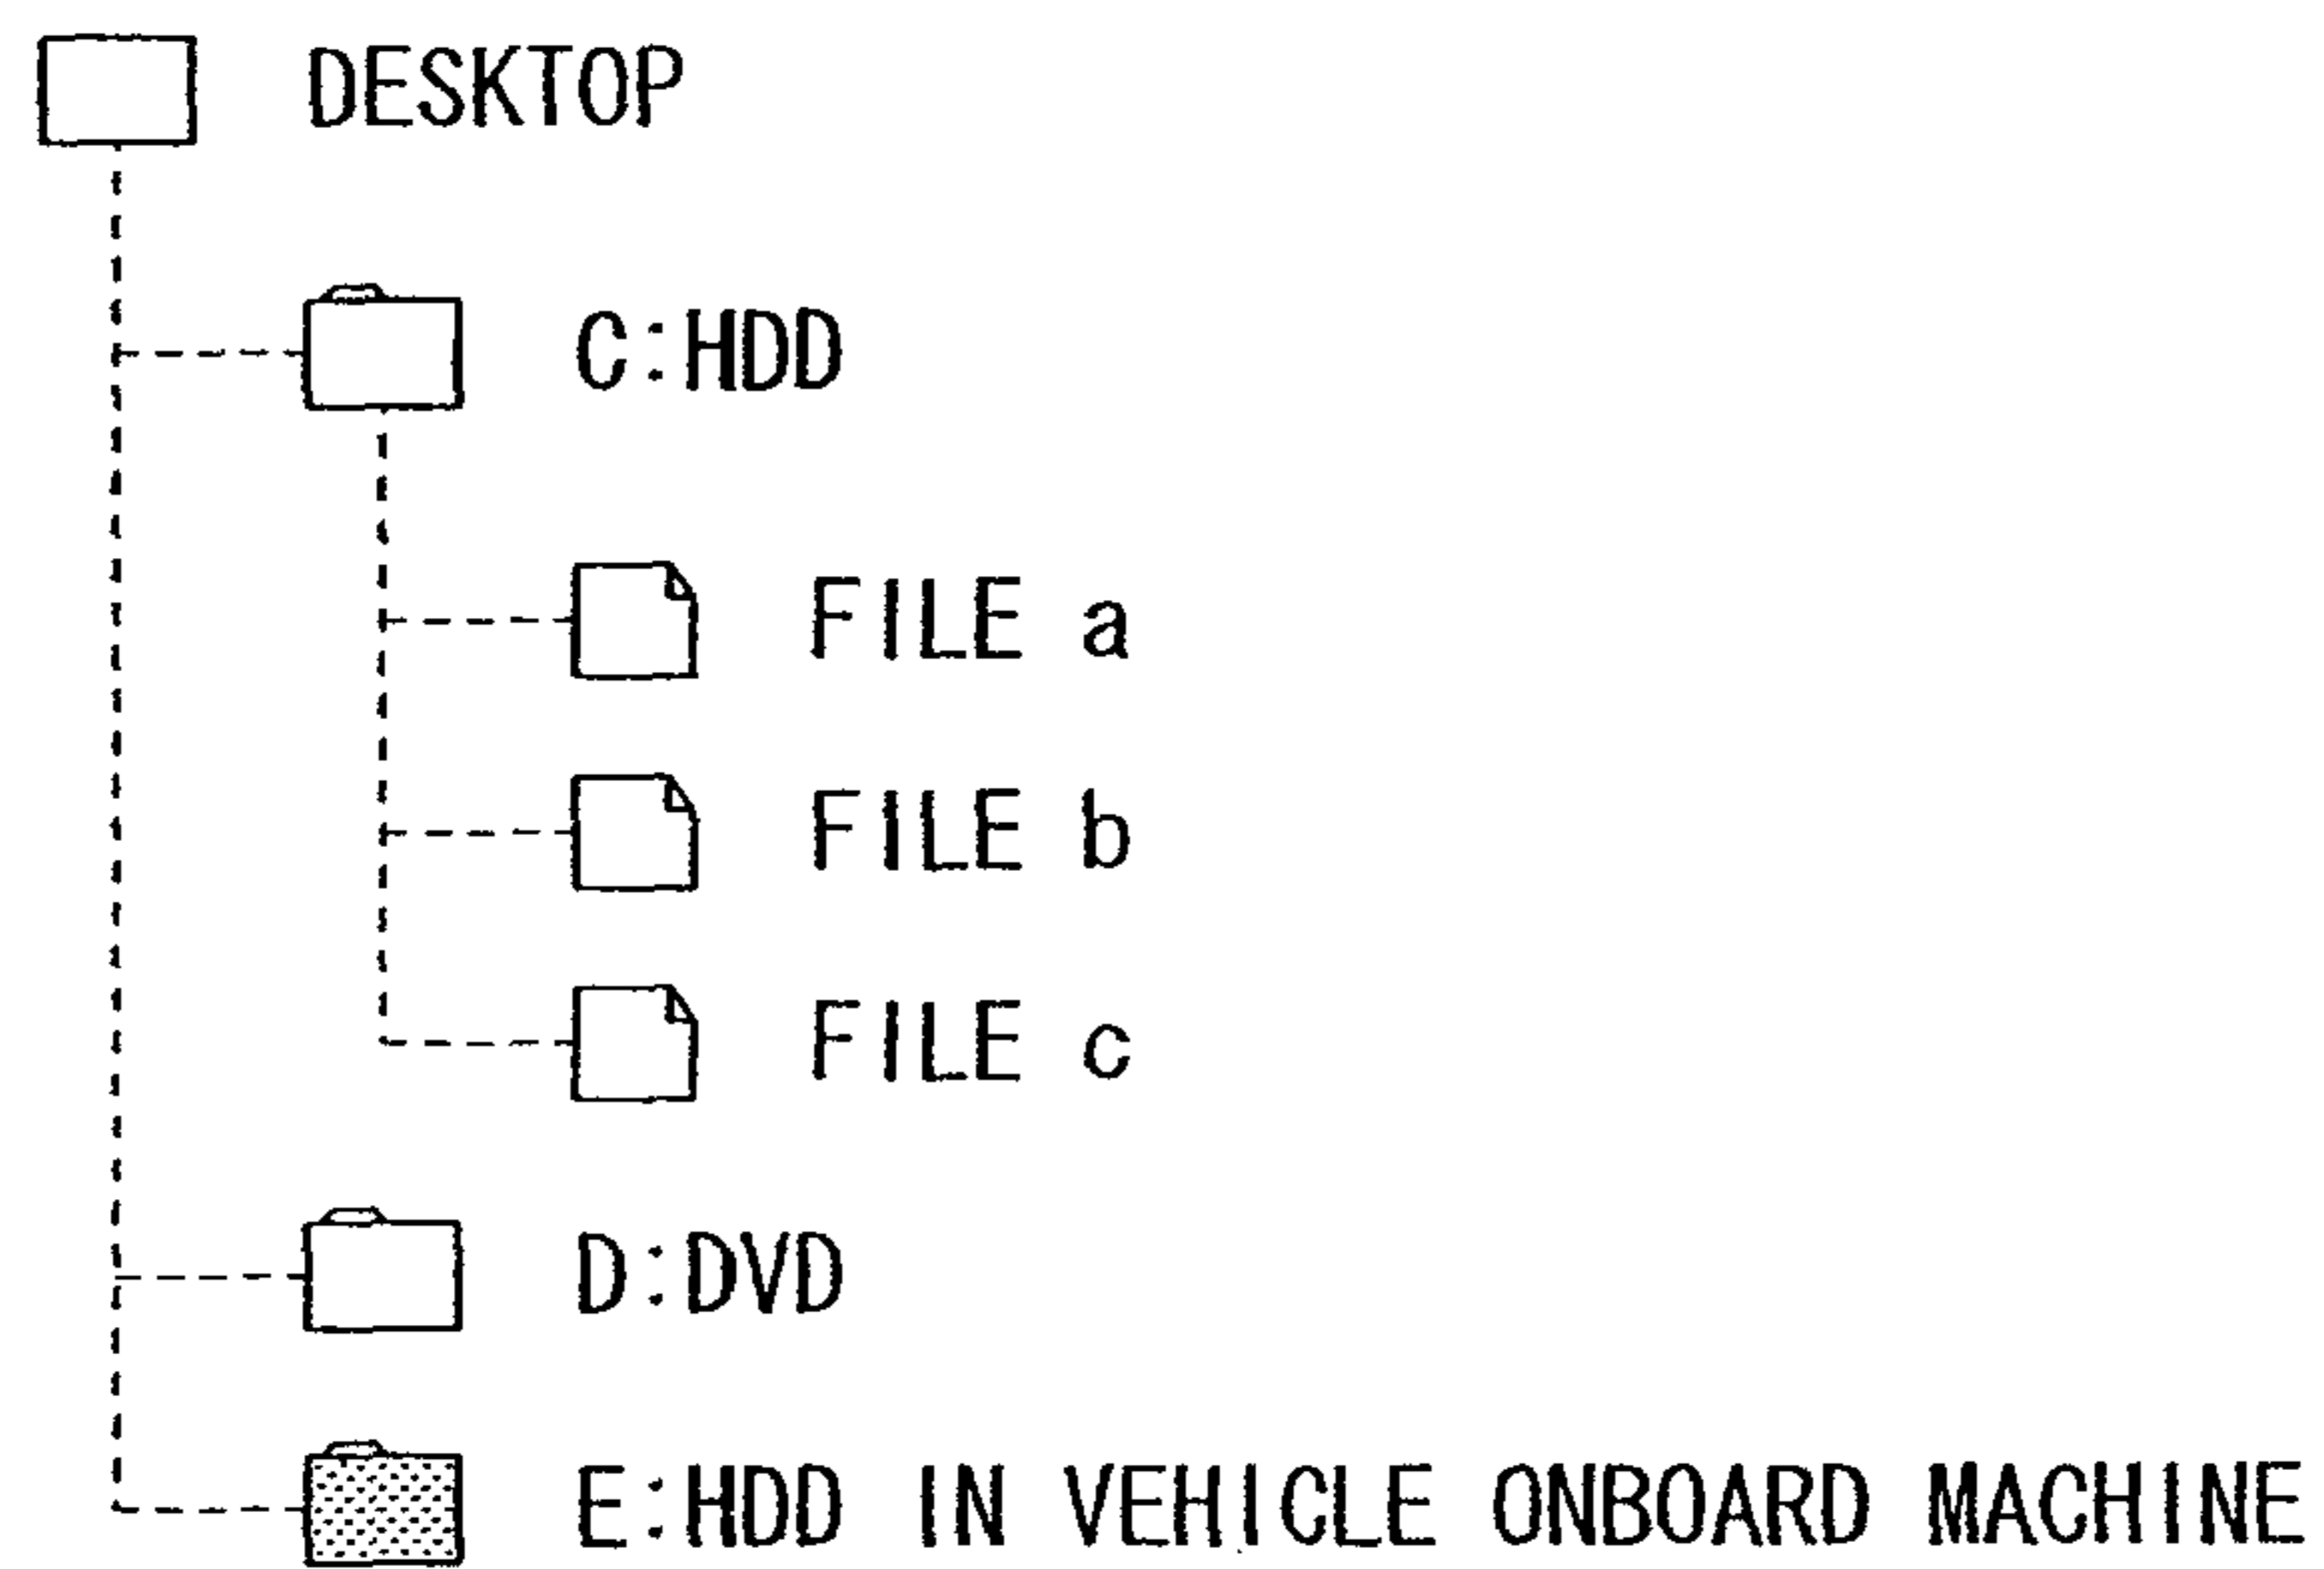 DESKTOP
C:HDD
FILE a
FILE b
FILE c
D:DVD
E:HDD IN VEHICLE ONBOARD MACHINE